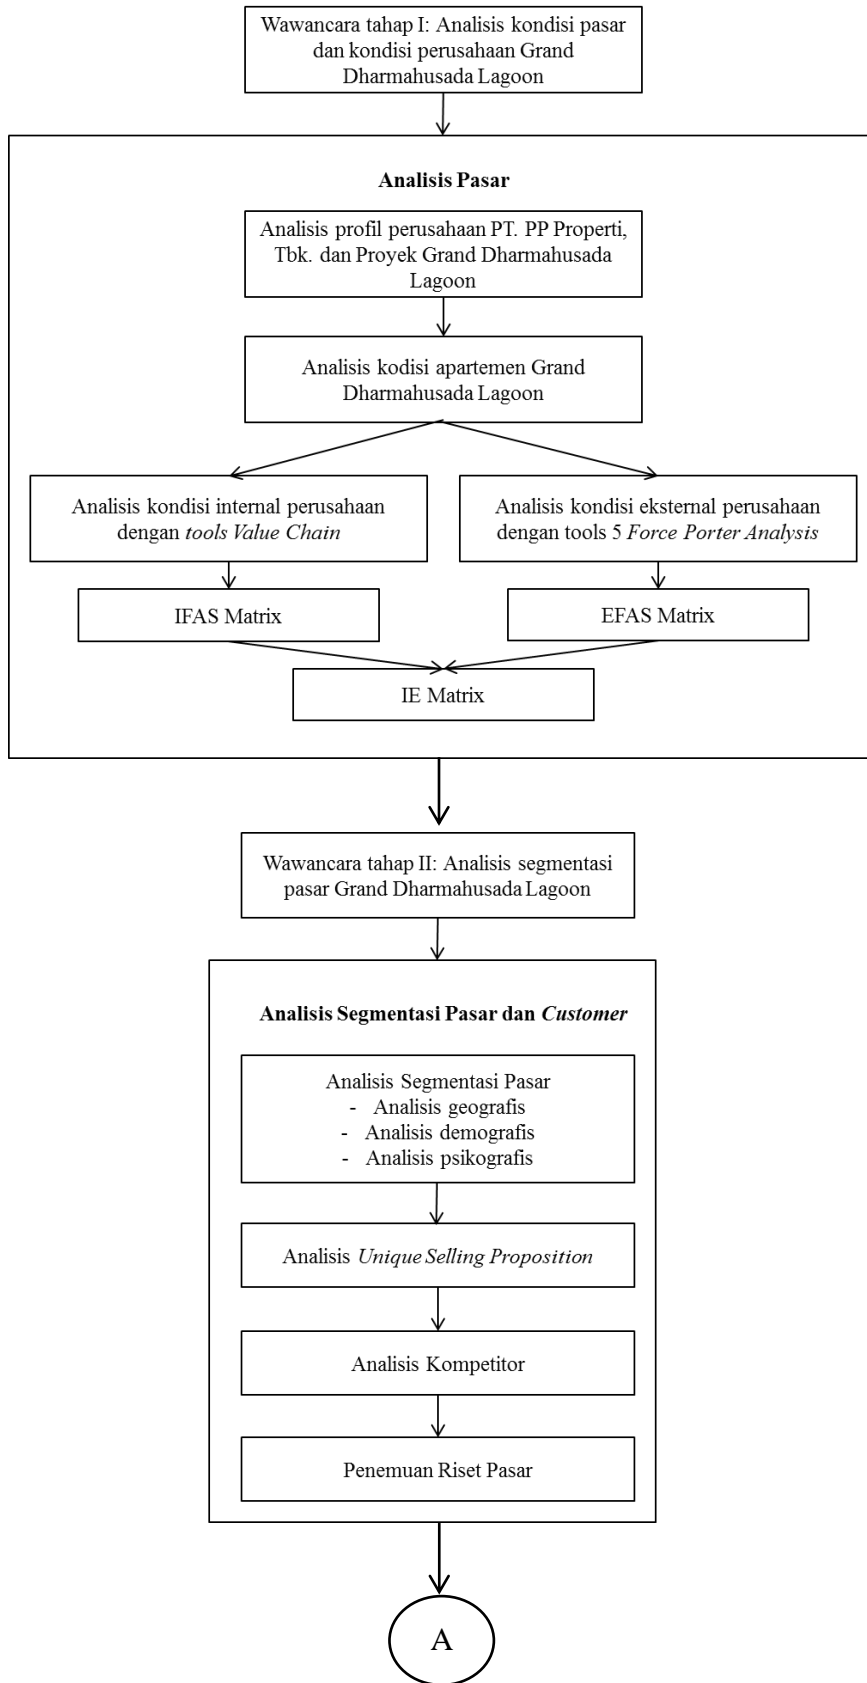 Wawancara tahap I: Analisis kondisi pasar
dan kondisi perusahaan Grand
Dharmahusada Lagoon
Analisis Pasar
Analisis profil perusahaan PT. PP Properti,
Tbk. dan Proyek Grand Dharmahusada
Lagoon
Analisis kodisi apartemen Grand
Dharmahusada Lagoon
Analisis kondisi internal perusahaan
dengan tools Value Chain
Analisis kondisi eksternal perusahaan
dengan tools 5 Force Porter Analysis
IFAS Matrix
EFAS Matrix
IE Matrix
Wawancara tahap II: Analisis segmentasi
pasar Grand Dharmahusada Lagoon
Analisis Segmentasi Pasar dan Customer
Analisis Segmentasi Pasar
- Analisis geografis
- Analisis demografis
- Analisis psikografis
Analisis Unique Selling Proposition
Analisis Kompetitor
Penemuan Riset Pasar
A